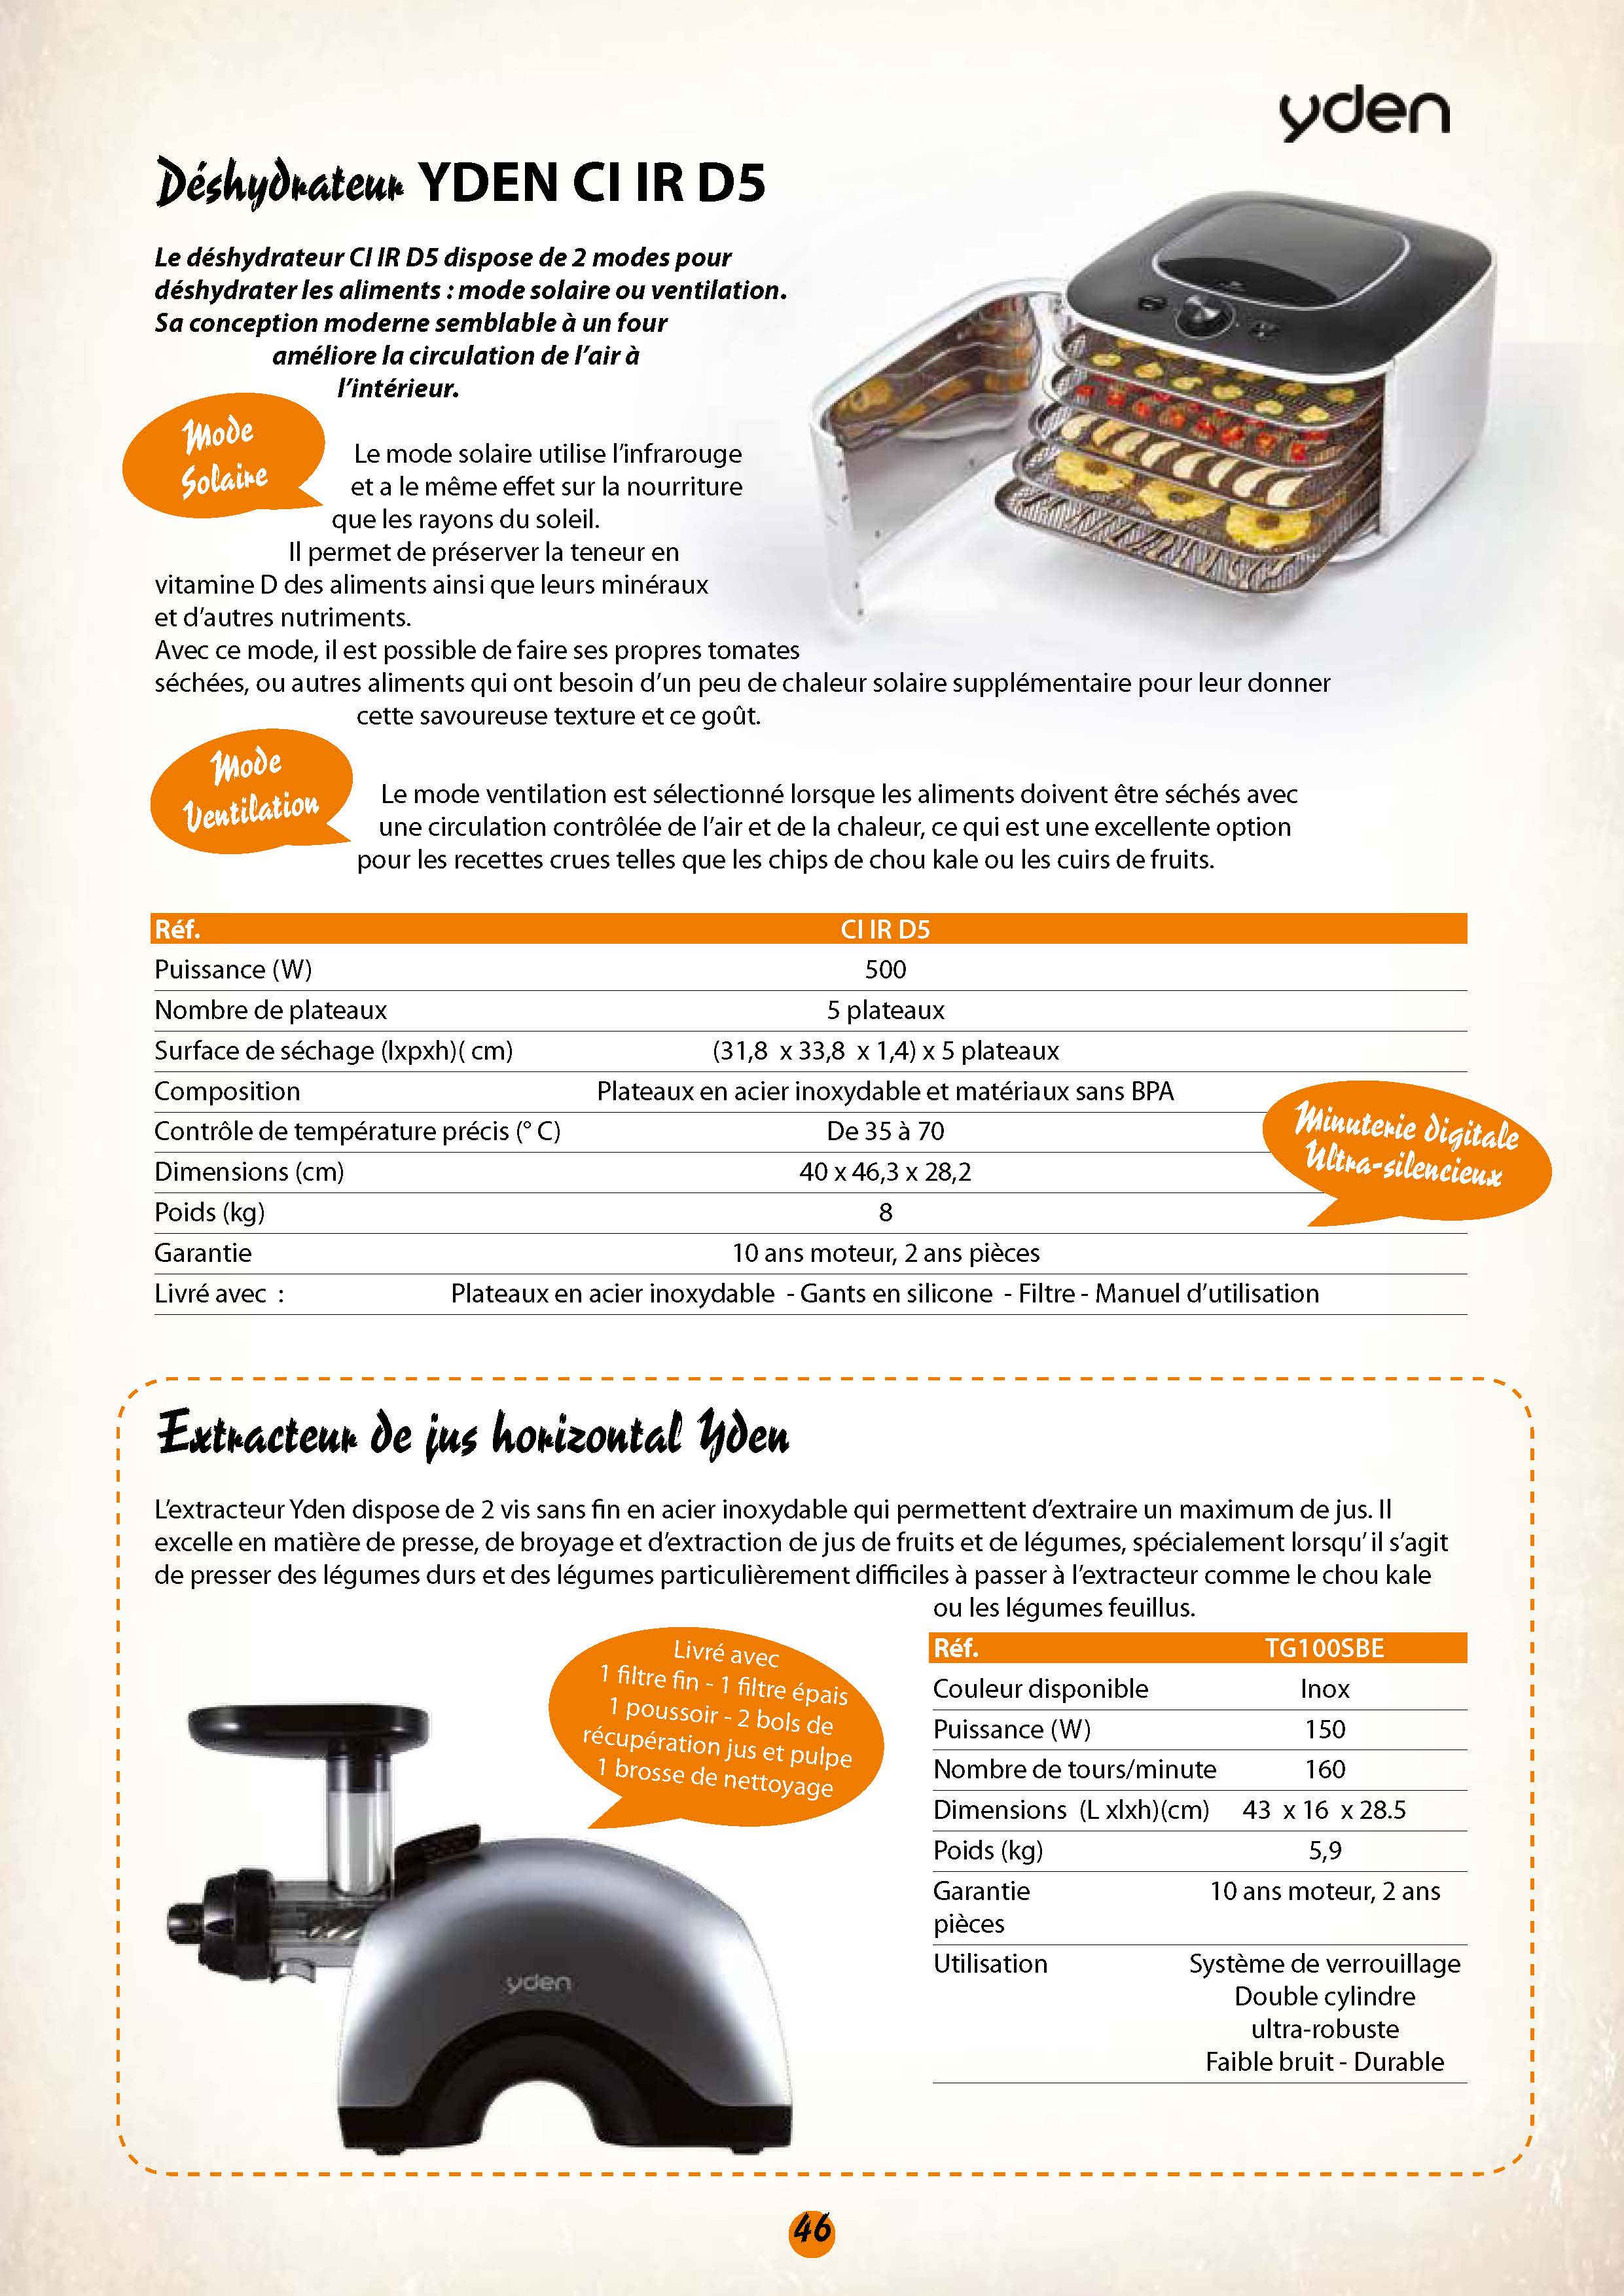 yden
Déshydrateur YDEN CI IR D5
Le déshydrateur CI IR D5 dispose de 2 modes pour
déshydrater les aliments : mode solaire ou ventilation.
Sa conception moderne semblable à un four
améliore la circulation de l'air à
l'intérieur.
Mode
Solaire
Le mode solaire utilise l'infrarouge
et a le même effet sur la nourriture
que les rayons du soleil.
Il permet de préserver la teneur en
vitamine D des aliments ainsi que leurs minéraux
et d'autres nutriments.
Avec ce mode, il est possible de faire ses propres tomates
séchées, ou autres aliments qui ont besoin d'un peu de chaleur solaire supplémentaire pour leur donner
cette savoureuse texture et ce goût.
Mode
Ventilation
Le mode ventilation est sélectionné lorsque les aliments doivent être séchés avec
une circulation contrôlée de l'air et de la chaleur, ce qui est une excellente option
pour les recettes crues telles que les chips de chou kale ou les cuirs de fruits.
Réf. CI IR D5
Puissance (W) 500
Nombre de plateaux 5 plateaux
Surface de séchage (lxpxh)( cm) (31,8 x 33,8 x 1,4) x 5 plateaux
Composition Plateaux en acier inoxydable et matériaux sans BPA
Contrôle de température précis (° C) De 35 à 70
Dimensions (cm) 40 x 46,3 x 28,2
Poids (kg) 8
Garantie 10 ans moteur, 2 ans pièces
Livré avec : Plateaux en acier inoxydable - Gants en silicone - Filtre - Manuel d'utilisation
Minuterie digitale
Ultra-silencieux
Extracteur de jus horizontal Yden
L'extracteur Yden dispose de 2 vis sans fin en acier inoxydable qui permettent d'extraire un maximum de jus. Il
excelle en matière de presse, de broyage et d'extraction de jus de fruits et de légumes, spécialement lorsqu' il s'agit
de presser des légumes durs et des légumes particulièrement difficiles à passer à l'extracteur comme le chou kale
ou les légumes feuillus.
Livré avec
1 filtre fin - 1 filtre épais
1 poussoir - 2 bols de
récupération jus et pulpe
1 brosse de nettoyage
yden
Réf. TG100SBE
Couleur disponible Inox
Puissance (W) 150
Nombre de tours/minute 160
Dimensions (L xlxh)(cm) 43 x 16 x 28.5
Poids (kg) 5,9
Garantie 10 ans moteur, 2 ans
pièces
Utilisation Système de verrouillage
Double cylindre
ultra-robuste
Faible bruit - Durable
46